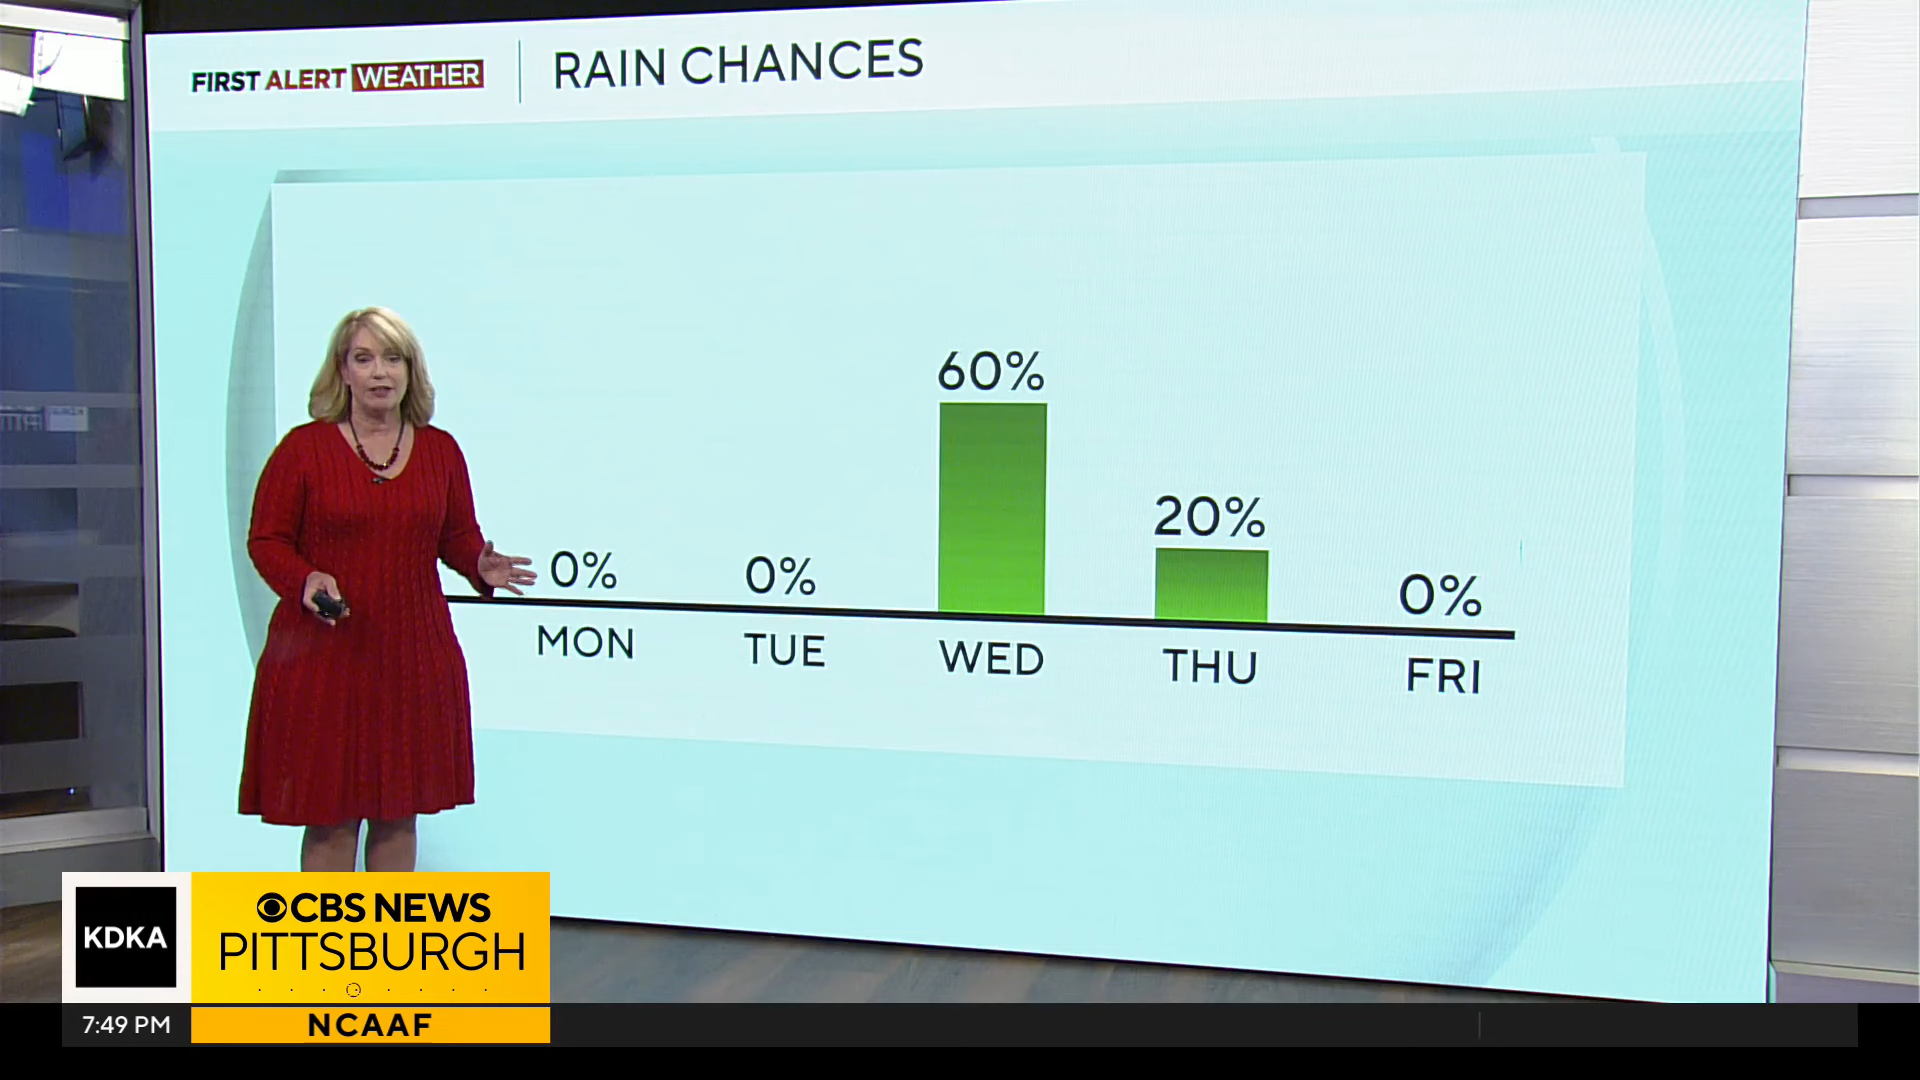 FIRST ALERT WEATHER
RAIN CHANCES
60%
20%
0%
0%
0%
MON
TUE
WED
THU
FRI
KDKA
CBS NEWS
PITTSBURGH
7:49 PM
NCAAF